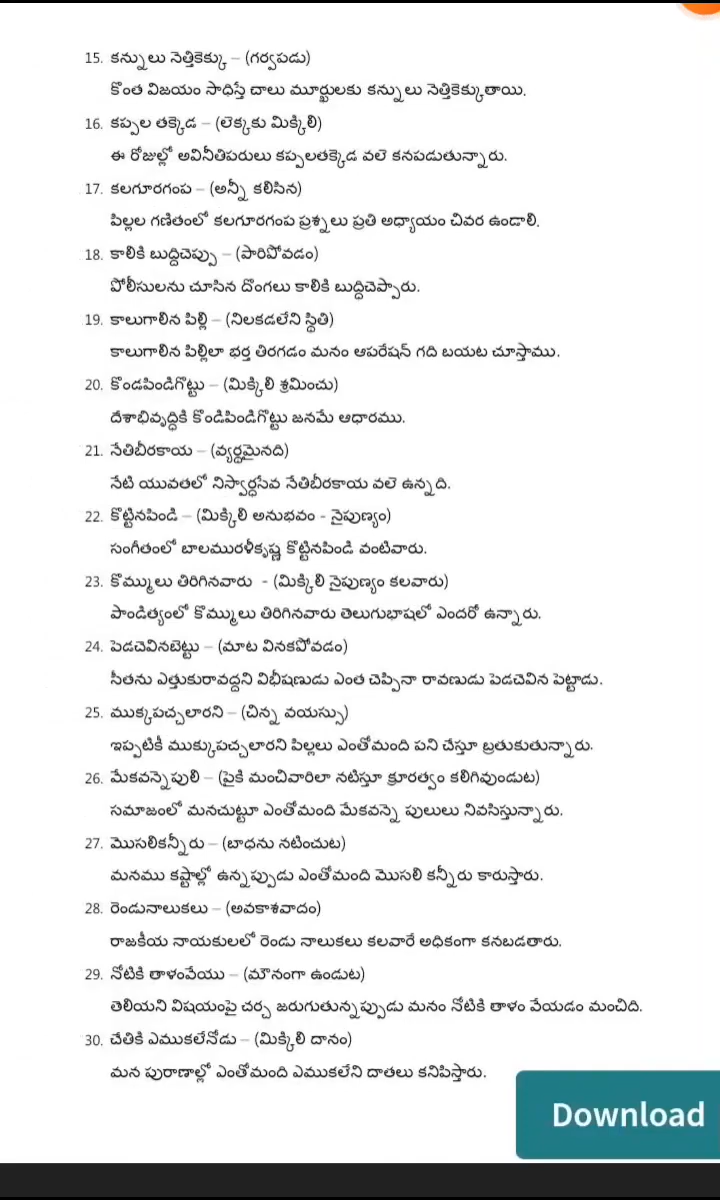 15. కన్నులు నెత్తికెక్కు – (గర్వపడు)
కొంత విజయం సాధిస్తే చాలు మూర్ఖులకు కన్నులు నెత్తికెక్కుతాయి.
16. కప్పల తక్కెడ – (లెక్కకు మిక్కిలి)
ఈ రోజుల్లో అవినీతిపరులు కప్పలతక్కెడ వలె కనపడుతున్నారు.
17. కలగూరగంప – (అన్నీ కలిసిన)
పిల్లల గణితంలో కలగూరగంప ప్రశ్నలు ప్రతి అధ్యాయం చివర ఉండాలి.
18. కాలికి బుద్ధిచెప్పు – (పారిపోవడం)
పోలీసులను చూసిన దొంగలు కాలికి బుద్ధిచెప్పారు.
19. కాలుగాలిన పిల్లి – (నిలకడలేని స్థితి)
కాలుగాలిన పిల్లిలా భర్త తిరగడం మనం ఆపరేషన్ గది బయట చూస్తాము.
20. కొండపిండిగొట్టు – (మిక్కిలి శ్రమించు)
దేశాభివృద్ధికి కొండిపిండిగొట్టు జనమే ఆధారము.
21. నేతిబీరకాయ – (వ్యర్థమైనది)
నేటి యువతలో నిస్వార్థసేవ నేతిబీరకాయ వలె ఉన్నది.
22. కొట్టినపిండి – (మిక్కిలి అనుభవం - నైపుణ్యం)
సంగీతంలో బాలమురళీకృష్ణ కొట్టినపిండి వంటివారు.
23. కొమ్ములు తిరిగినవారు - (మిక్కిలి నైపుణ్యం కలవారు)
పాండిత్యంలో కొమ్ములు తిరిగినవారు తెలుగుభాషలో ఎందరో ఉన్నారు.
24. పెడచెవినబెట్టు – (మాట వినకపోవడం)
సీతను ఎత్తుకురావద్దని విభీషణుడు ఎంత చెప్పినా రావణుడు పెడచెవిన పెట్టాడు.
25. ముక్కపచ్చలారని – (చిన్న వయస్సు)
ఇప్పటికీ ముక్కుపచ్చలారని పిల్లలు ఎంతోమంది పని చేస్తూ బ్రతుకుతున్నారు.
26. మేకవన్నెపులి – (పైకి మంచివారిలా నటిస్తూ క్రూరత్వం కలిగివుండుట)
సమాజంలో మనచుట్టూ ఎంతోమంది మేకవన్నె పులులు నివసిస్తున్నారు.
27. మొసలికన్నీరు – (బాధను నటించుట)
మనము కష్టాల్లో ఉన్నప్పుడు ఎంతోమంది మొసలి కన్నీరు కారుస్తారు.
28. రెండునాలుకలు – (అవకాశవాదం)
రాజకీయ నాయకులలో రెండు నాలుకలు కలవారే అధికంగా కనబడతారు.
29. నోటికి తాళంవేయు – (మౌనంగా ఉండుట)
తెలియని విషయంపై చర్చ జరుగుతున్నప్పుడు మనం నోటికి తాళం వేయడం మంచిది.
30. చేతికి ఎముకలేనోడు – (మిక్కిలి దానం)
మన పురాణాల్లో ఎంతోమంది ఎముకలేని దాతలు కనిపిస్తారు.
Download